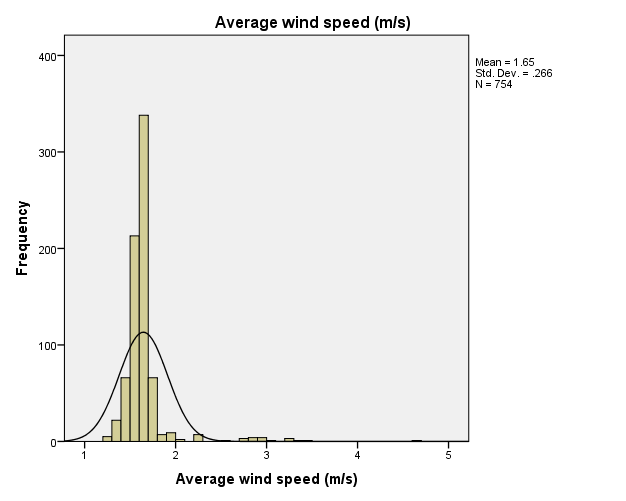 Average wind speed (m/s)
Mean = 1.65
Std. Dev. = .266
N = 754
400
300
200
100
0
Frequency
1 2 3 4 5
Average wind speed (m/s)